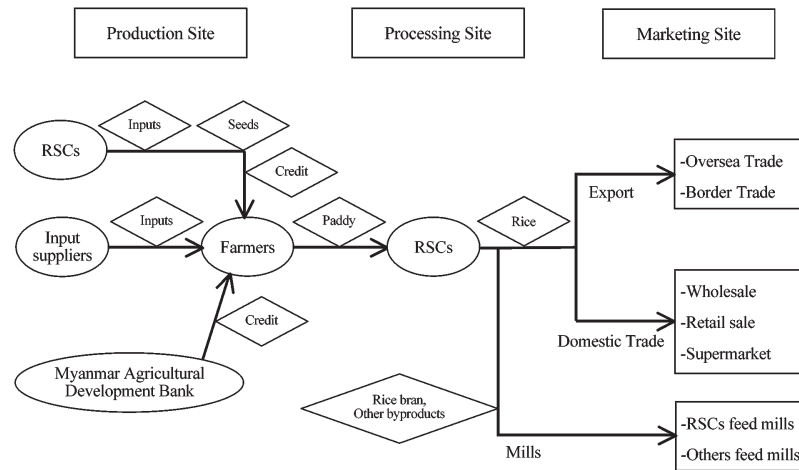 Production Site
Processing Site
Marketing Site
RSCs
Inputs
Seeds
Credit
Input
suppliers
Inputs
Farmers
Paddy
RSCs
Rice
Export
-Oversea Trade
-Border Trade
Credit
Myanmar Agricultural
Development Bank
Domestic Trade
-Wholesale
-Retail sale
-Supermarket
Rice bran,
Other byproducts
Mills
-RSCs feed mills
-Others feed mills